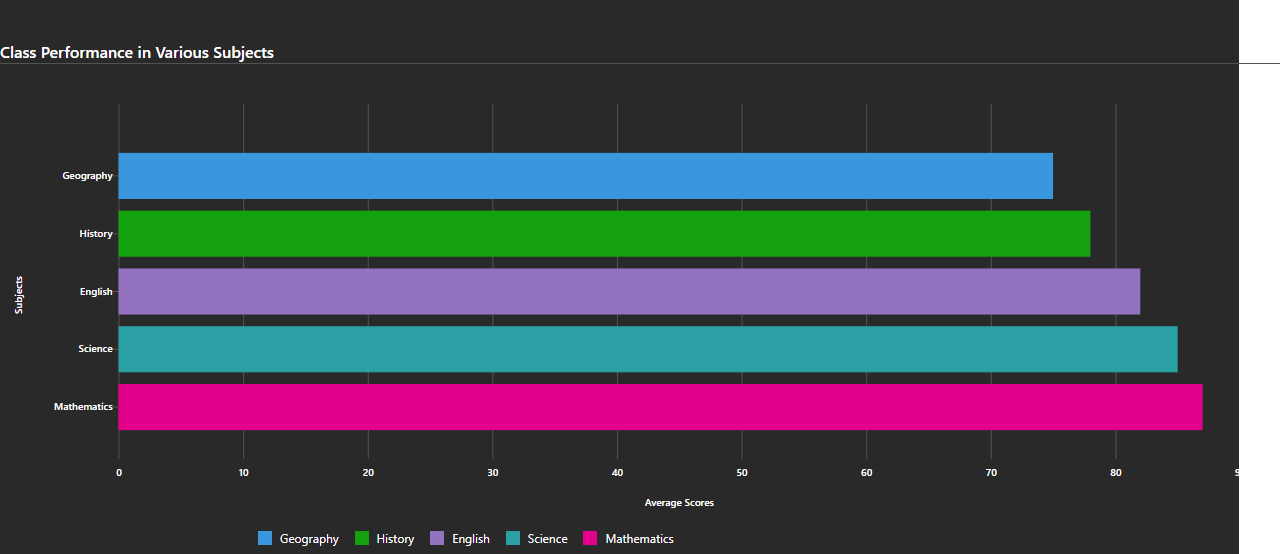 Class Performance in Various Subjects
Geography
History
English
Science
Mathematics
Subjects
0 10 20 30 40 50 60 70 80
Average Scores
Geography History English Science Mathematics